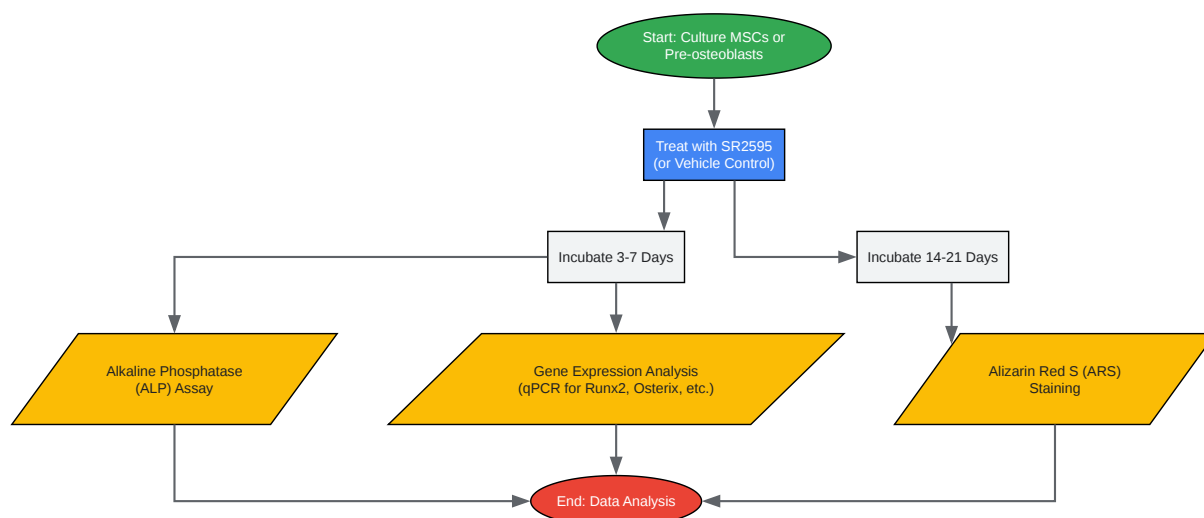 Start: Culture MSCs or
Pre-osteoblasts
Treat with SR2595
(or Vehicle Control)
Incubate 3-7 Days
Incubate 14-21 Days
Alkaline Phosphatase
(ALP) Assay
Gene Expression Analysis
(qPCR for Runx2, Osterix, etc.)
Alizarin Red S (ARS)
Staining
End: Data Analysis